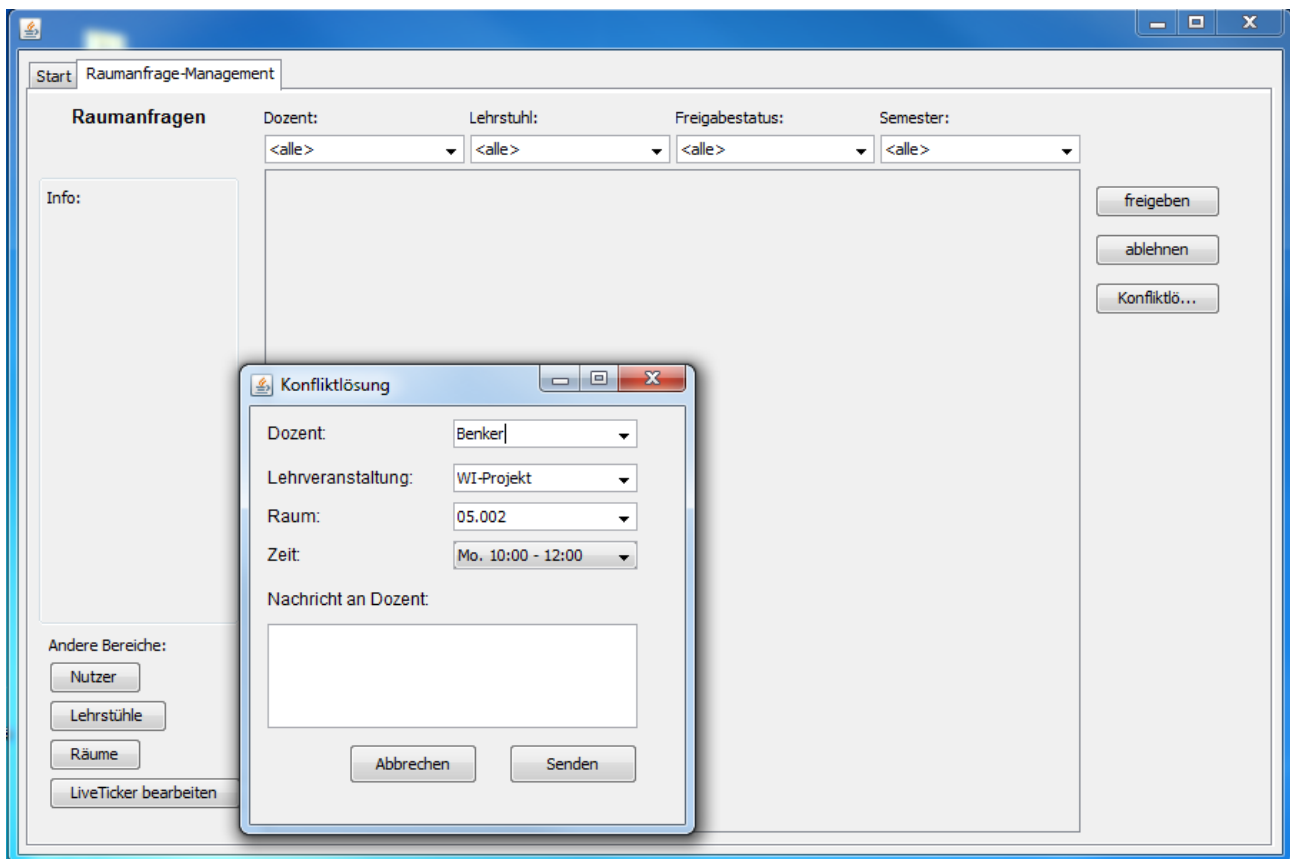 Start Raumanfrage-Management
Raumanfragen
Dozent: Lehrstuhl: Freigabestatus: Semester:
<alle> <alle> <alle> <alle>
Info:
freigeben
ablehnen
Konfliktlö...
Konfliktlösung
Dozent: Benker
Lehrveranstaltung: WI-Projekt
Raum: 05.002
Zeit: Mo. 10:00 - 12:00
Nachricht an Dozent:
Abbrechen Senden
Andere Bereiche:
Nutzer
Lehrstühle
Räume
LiveTicker bearbeiten